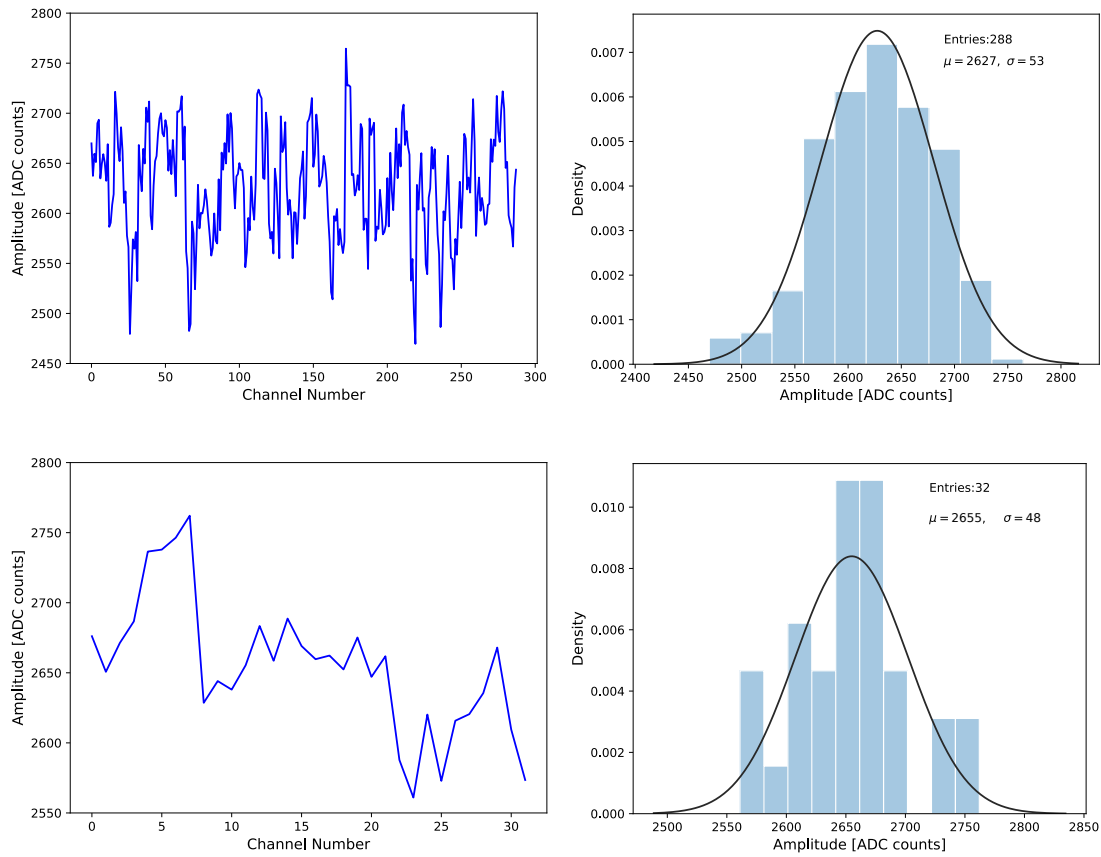 2800
2750
2700
2650
2600
2550
2500
2450
Amplitude [ADC counts]
0 50 100 150 200 250 300
Channel Number
0.007
0.006
0.005
0.004
0.003
0.002
0.001
0.000
Density
Entries:288
μ = 2627, σ = 53
2400 2450 2500 2550 2600 2650 2700 2750 2800
Amplitude [ADC counts]
2800
2750
2700
2650
2600
2550
Amplitude [ADC counts]
0 5 10 15 20 25 30
Channel Number
0.010
0.008
0.006
0.004
0.002
0.000
Density
Entries:32
μ = 2655, σ = 48
2500 2550 2600 2650 2700 2750 2800 2850
Amplitude [ADC counts]